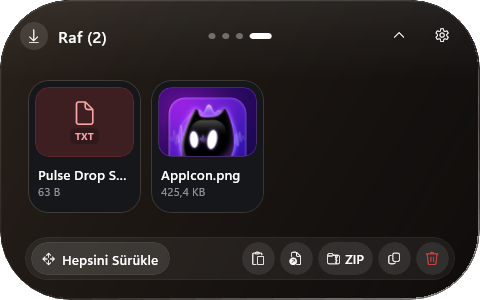 Raf (2)
TXT
Pulse Drop S...
63 B
AppIcon.png
425,4 KB
Hepsini Sürükle
ZIP